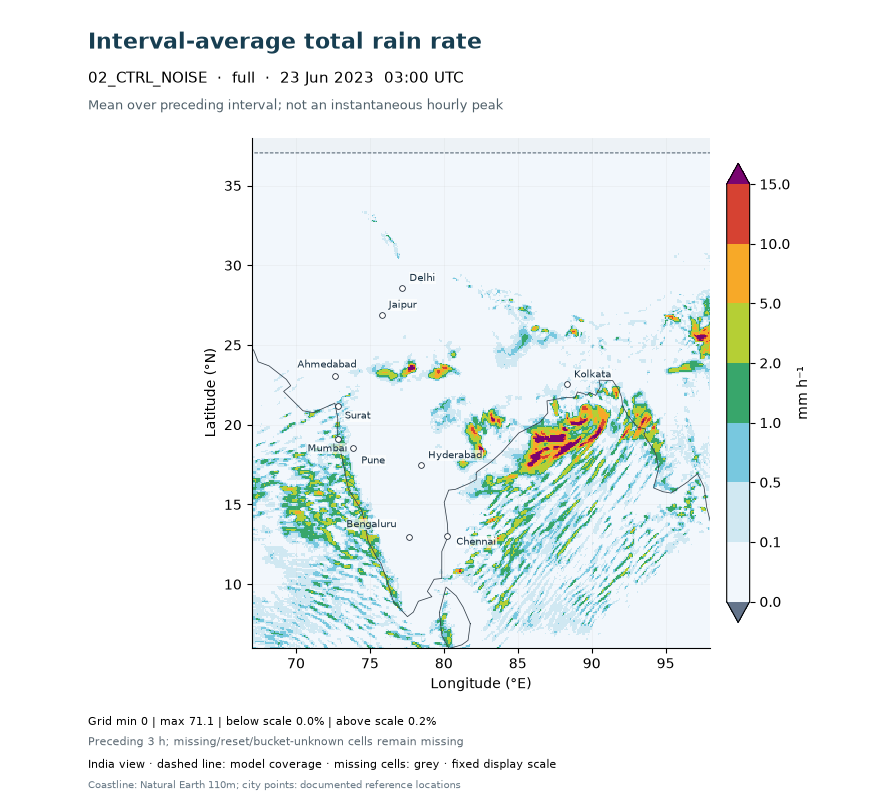 Interval-average total rain rate
02_CTRL_NOISE · full · 23 Jun 2023 03:00 UTC
Mean over preceding interval; not an instantaneous hourly peak
35
30
25
20
15
10
Latitude (°N)
Delhi
Jaipur
Ahmedabad
Kolkata
Surat
Mumbai
Pune
Hyderabad
Bengaluru
Chennai
70
75
80
85
90
95
Longitude (°E)
15.0
10.0
5.0
2.0
1.0
0.5
0.1
0.0
mm h⁻¹
Grid min 0 | max 71.1 | below scale 0.0% | above scale 0.2%
Preceding 3 h; missing/reset/bucket-unknown cells remain missing
India view · dashed line: model coverage · missing cells: grey · fixed display scale
Coastline: Natural Earth 110m; city points: documented reference locations